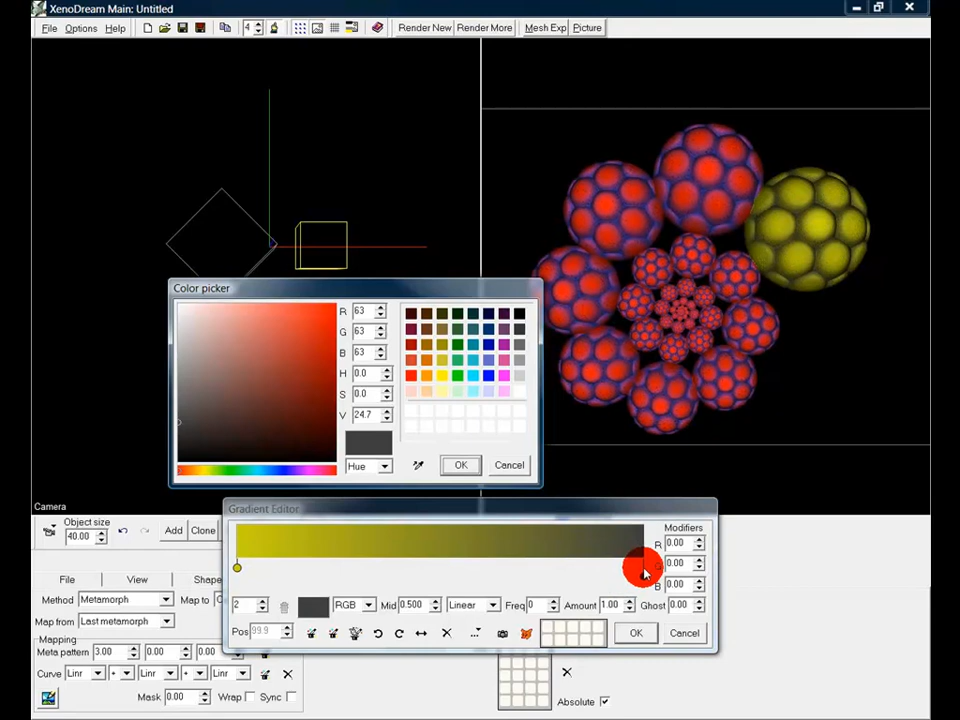 XenoDream Main: Untitled
File Options Help 4 Render New Render More Mesh Exp Picture
Color picker
R 63
G 63
B 63
H 0.0
S 0.0
V 24.7
Hue OK Cancel
Camera
Gradient Editor
Object size
40.00 Add Clone
Modifiers
R 0.00
G 0.00
B 0.00
File View Shape
Method Metamorph Map to C
Map from Last metamorph
2 RGB Mid 0.500 Linear Freq 0 Amount 1.00 Ghost 0.00
Pos 99.9 ... OK Cancel
Mapping
Meta pattern 3.00 0.00 0.00
Curve Linr + Linr + Linr
Mask 0.00 Wrap Sync
Absolute